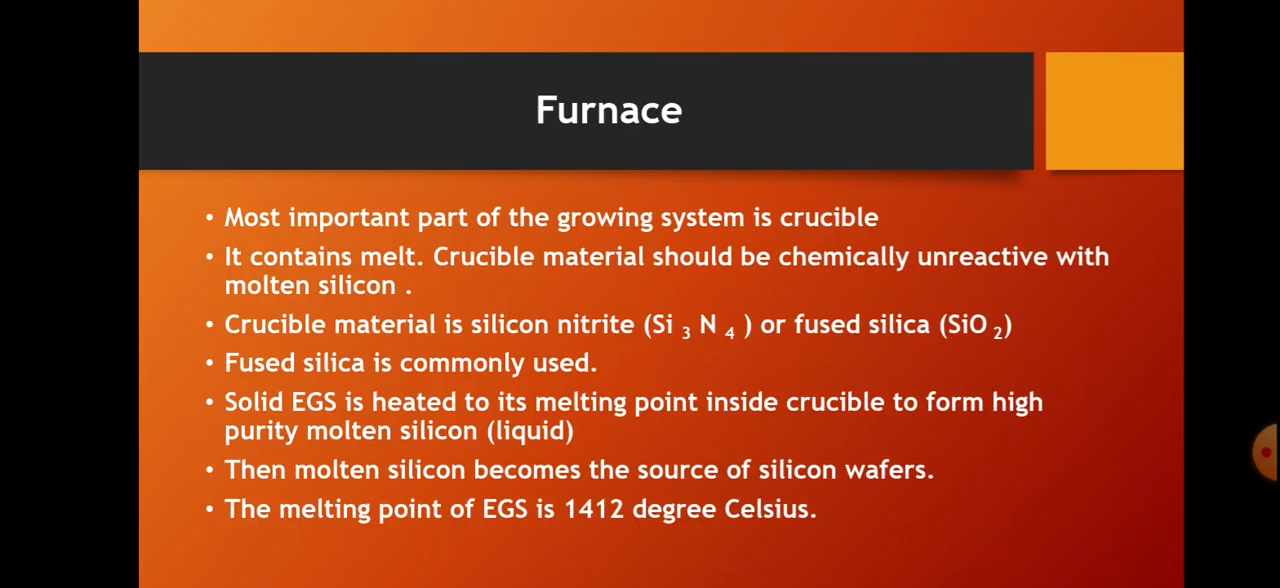 Furnace
• Most important part of the growing system is crucible
• It contains melt. Crucible material should be chemically unreactive with
molten silicon .
• Crucible material is silicon nitrite (Si 3 N 4 ) or fused silica (SiO 2)
• Fused silica is commonly used.
• Solid EGS is heated to its melting point inside crucible to form high
purity molten silicon (liquid)
• Then molten silicon becomes the source of silicon wafers.
• The melting point of EGS is 1412 degree Celsius.